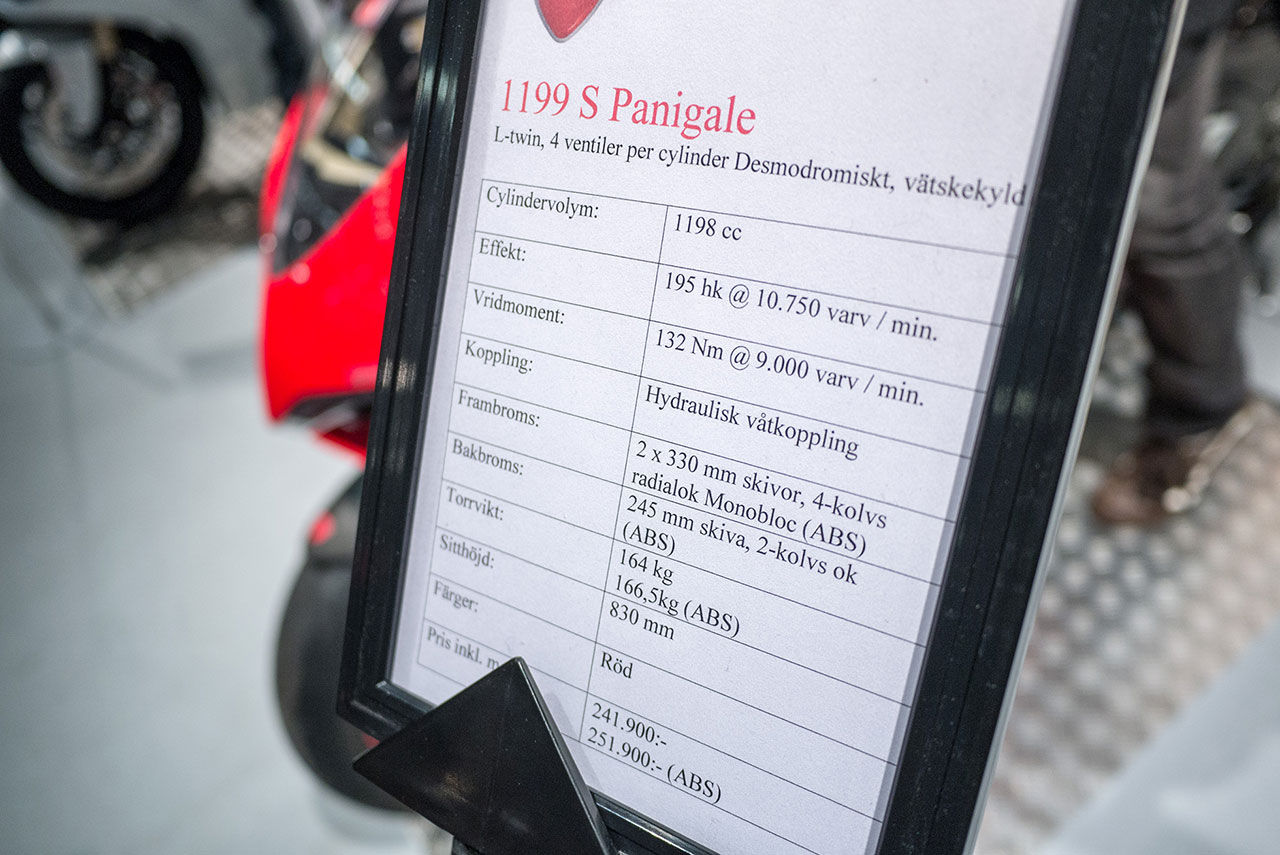 1199 S Panigale
L-twin, 4 ventiler per cylinder Desmodromiskt, vätskekyld
Cylindervolym: 1198 cc
Effekt: 195 hk @ 10.750 varv / min.
Vridmoment: 132 Nm @ 9.000 varv / min.
Koppling: Hydraulisk våtkoppling
Frambroms: 2 x 330 mm skivor, 4-kolvs
radialok Monobloc (ABS)
Bakbroms: 245 mm skiva, 2-kolvs ok
(ABS)
Torrvikt: 164 kg
166,5kg (ABS)
Sitthöjd: 830 mm
Färger: Röd
Pris inkl. 241.900:-
251.900:- (ABS)